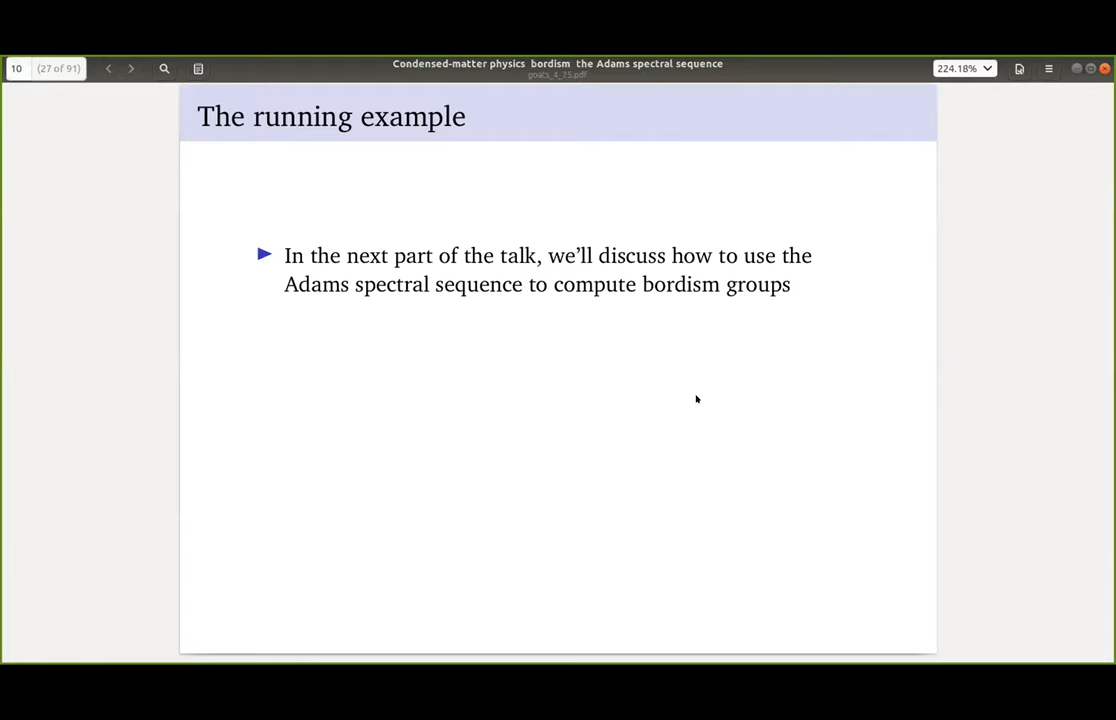 10 (27 of 91)
Condensed-matter physics bordism the Adams spectral sequence
goats_4_25.pdf
224.18%
The running example
In the next part of the talk, we'll discuss how to use the
Adams spectral sequence to compute bordism groups